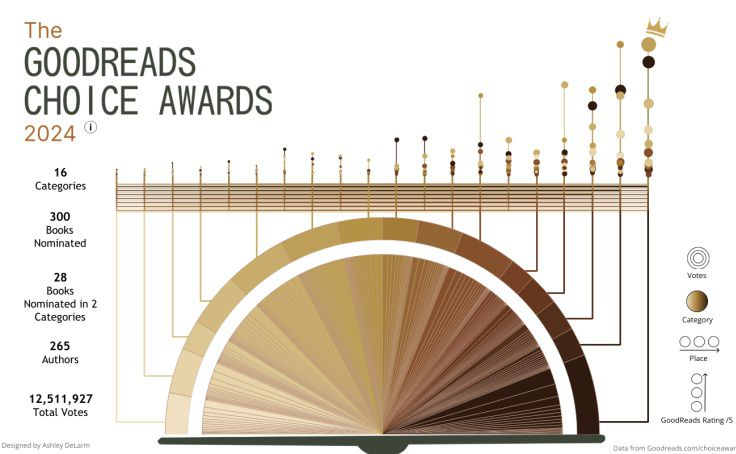 The
GOODREADS
CHOICE AWARDS
2024 i
16
Categories
300
Books
Nominated
28
Books
Nominated in 2
Categories
265
Authors
12,511,927
Total Votes
Votes
Category
Place
GoodReads Rating /5
Designed by Ashley DeLarm
Data from Goodreads.com/choiceawar